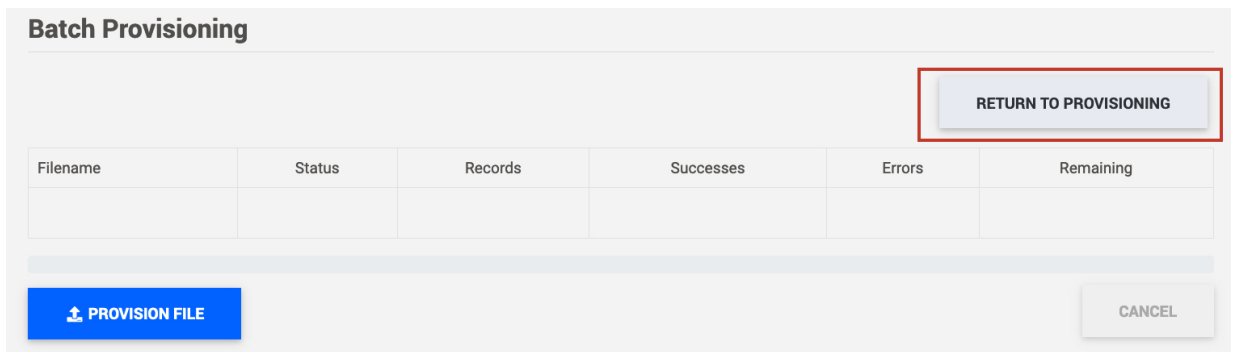 Batch Provisioning
RETURN TO PROVISIONING
Filename Status Records Successes Errors Remaining
PROVISION FILE
CANCEL